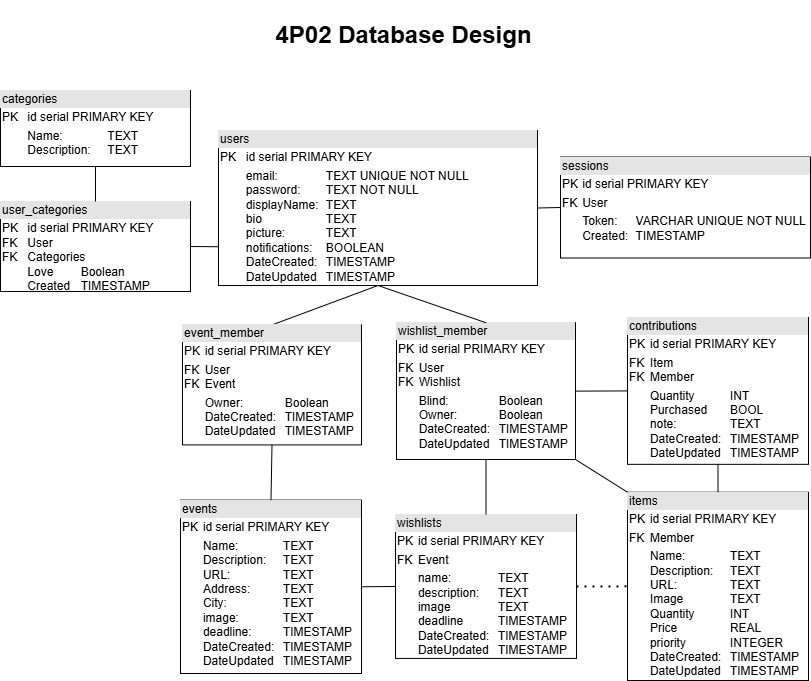 4P02 Database Design
categories
PK id serial PRIMARY KEY
Name: TEXT
Description: TEXT
user_categories
PK id serial PRIMARY KEY
FK User
FK Categories
Love Boolean
Created TIMESTAMP
users
PK id serial PRIMARY KEY
email: TEXT UNIQUE NOT NULL
password: TEXT NOT NULL
displayName: TEXT
bio TEXT
picture: TEXT
notifications: BOOLEAN
DateCreated: TIMESTAMP
DateUpdated TIMESTAMP
sessions
PK id serial PRIMARY KEY
FK User
Token: VARCHAR UNIQUE NOT NULL
Created: TIMESTAMP
event_member
PK id serial PRIMARY KEY
FK User
FK Event
Owner: Boolean
DateCreated: TIMESTAMP
DateUpdated TIMESTAMP
wishlist_member
PK id serial PRIMARY KEY
FK User
FK Wishlist
Blind: Boolean
Owner: Boolean
DateCreated: TIMESTAMP
DateUpdated TIMESTAMP
contributions
PK id serial PRIMARY KEY
FK Item
FK Member
Quantity INT
Purchased BOOL
note: TEXT
DateCreated: TIMESTAMP
DateUpdated TIMESTAMP
events
PK id serial PRIMARY KEY
Name: TEXT
Description: TEXT
URL: TEXT
Address: TEXT
City: TEXT
image: TEXT
deadline: TIMESTAMP
DateCreated: TIMESTAMP
DateUpdated TIMESTAMP
wishlists
PK id serial PRIMARY KEY
FK Event
name: TEXT
description: TEXT
image TEXT
deadline TIMESTAMP
DateCreated: TIMESTAMP
DateUpdated TIMESTAMP
items
PK id serial PRIMARY KEY
FK Member
Name: TEXT
Description: TEXT
URL: TEXT
Image TEXT
Quantity INT
Price REAL
priority INTEGER
DateCreated: TIMESTAMP
DateUpdated TIMESTAMP